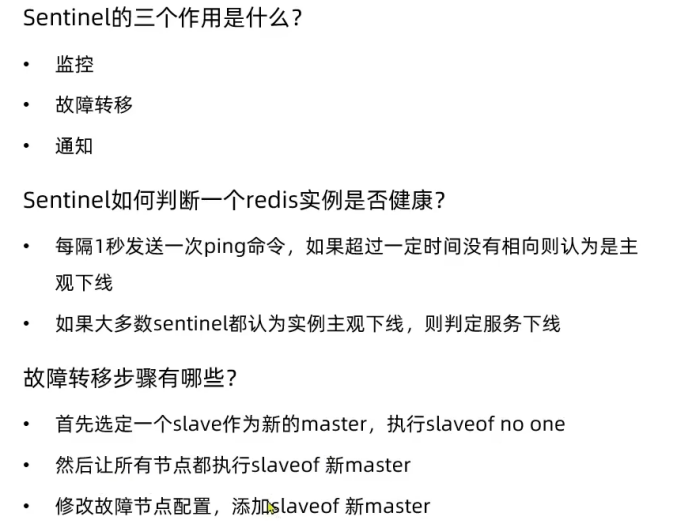 Sentinel的三个作用是什么？
• 监控
• 故障转移
• 通知
Sentinel如何判断一个redis实例是否健康？
• 每隔1秒发送一次ping命令，如果超过一定时间没有相向则认为是主
观下线
• 如果大多数sentinel都认为实例主观下线，则判定服务下线
故障转移步骤有哪些？
• 首先选定一个slave作为新的master，执行slaveof no one
• 然后让所有节点都执行slaveof 新master
• 修改故障节点配置，添加slaveof 新master